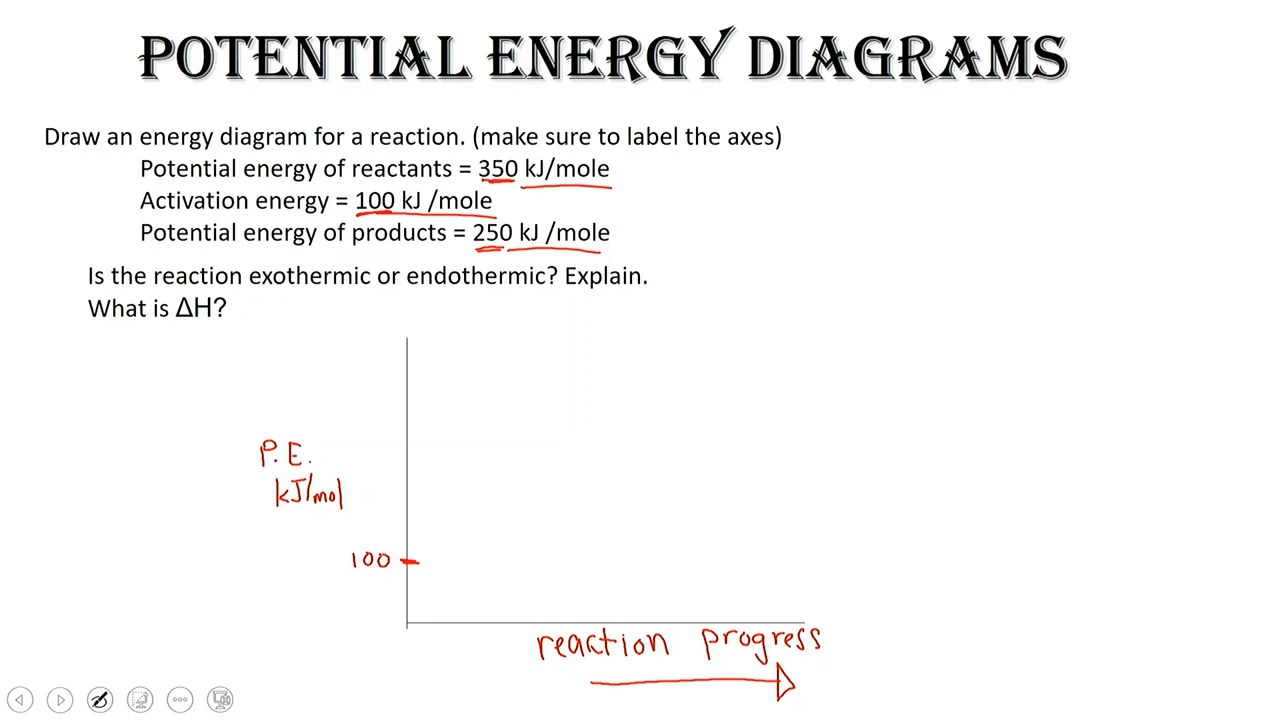 POTENTIAL ENERGY DIAGRAMS
Draw an energy diagram for a reaction. (make sure to label the axes)
Potential energy of reactants = 350 kJ/mole
Activation energy = 100 kJ /mole
Potential energy of products = 250 kJ /mole
Is the reaction exothermic or endothermic? Explain.
What is ΔH?
P.E.
kJ/mol
100
reaction progress